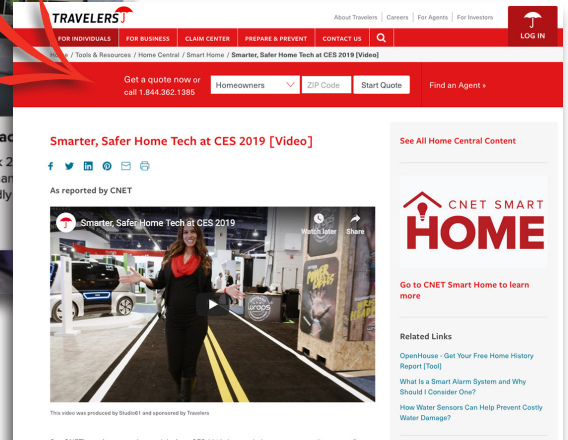 TRAVELERS
About Travelers | Careers | For Agents | For Investors
LOG IN
FOR INDIVIDUALS FOR BUSINESS CLAIM CENTER PREPARE & PREVENT CONTACT US
/ Tools & Resources / Home Central / Smart Home / Smarter, Safer Home Tech at CES 2019 [Video]
Get a quote now or
call 1.844.362.1385
Homeowners
ZIP Code
Start Quote
Find an Agent »
Smarter, Safer Home Tech at CES 2019 [Video]
As reported by CNET
Smarter, Safer Home Tech at CES 2019
Watch later
Share
wraps
This video was produced by Studio61 and sponsored by Travelers
See All Home Central Content
CNET SMART
HOME
Go to CNET Smart Home to learn
more
Related Links
OpenHouse - Get Your Free Home History
Report [Tool]
What Is a Smart Alarm System and Why
Should I Consider One?
How Water Sensors Can Help Prevent Costly
Water Damage?